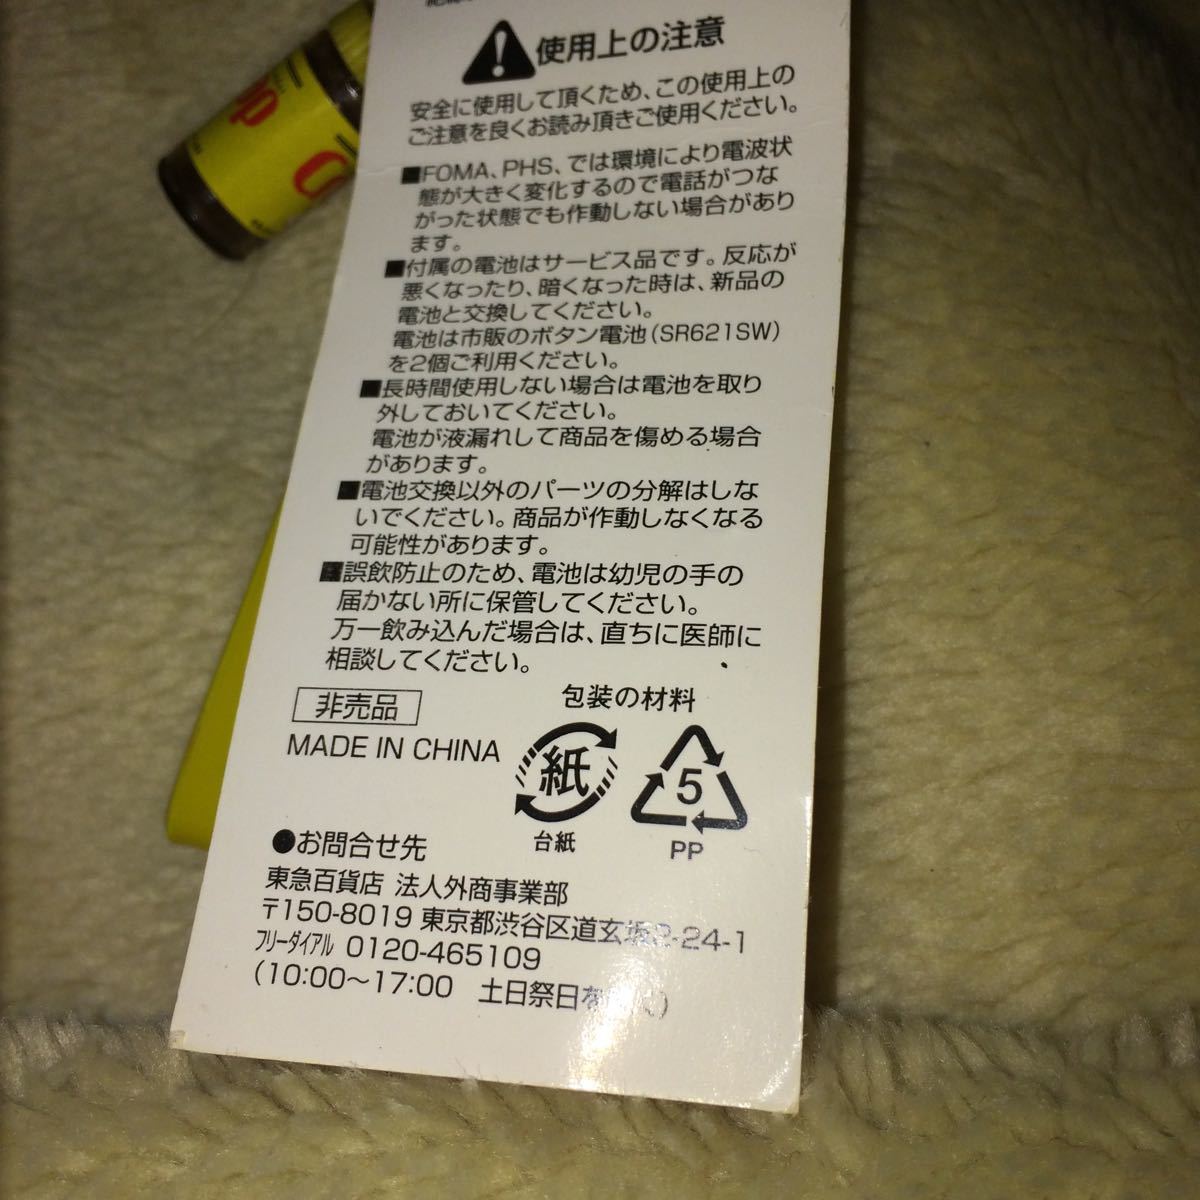 使用上の注意
安全に使用して頂くため、この使用上の
ご注意を良くお読み頂きご使用ください。
■FOMA、PHS、では環境により電波状
態が大きく変化するので電話がつな
がった状態でも作動しない場合があり
ます。
■付属の電池はサービス品です。反応が
悪くなったり、暗くなった時は、新品の
電池と交換してください。
電池は市販のボタン電池(SR621SW)
を2個ご利用ください。
■長時間使用しない場合は電池を取り
外しておいてください。
電池が液漏れして商品を傷める場合
があります。
■電池交換以外のパーツの分解はしな
いでください。商品が作動しなくなる
可能性があります。
■誤飲防止のため、電池は幼児の手の
届かない所に保管してください。
万一飲み込んだ場合は、直ちに医師に
相談してください。
非売品
MADE IN CHINA
包装の材料
紙
台紙
5
PP
●お問合せ先
東急百貨店 法人外商事業部
〒150-8019 東京都渋谷区道玄坂2-24-1
フリーダイアル 0120-465109
(10:00〜17:00 土日祭日を